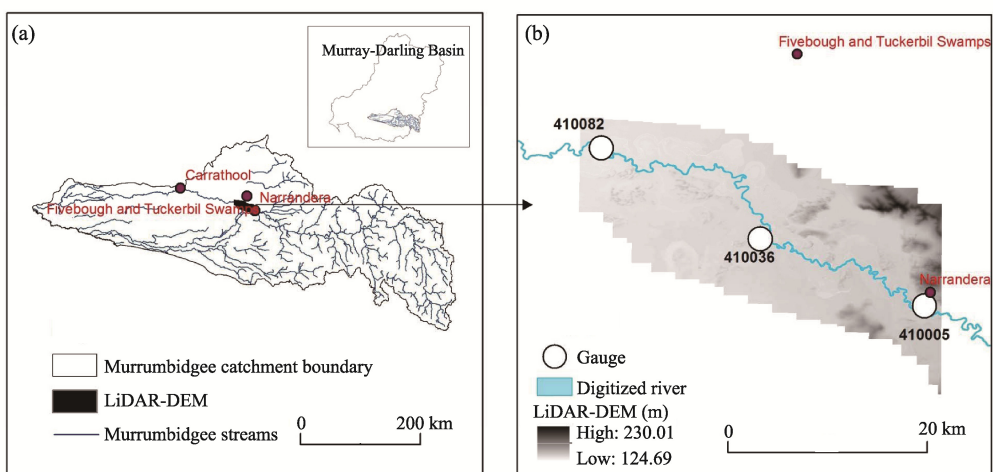 (a)
Murray-Darling Basin
Carrathool
Narrandera
Fivebough and Tuckerbil Swamps
Murrumbidgee catchment boundary
LiDAR-DEM
Murrumbidgee streams
0 200 km
(b)
Fivebough and Tuckerbil Swamps
410082
410036
Narrandera
410005
Gauge
Digitized river
LiDAR-DEM (m)
High: 230.01
Low: 124.69
0 20 km